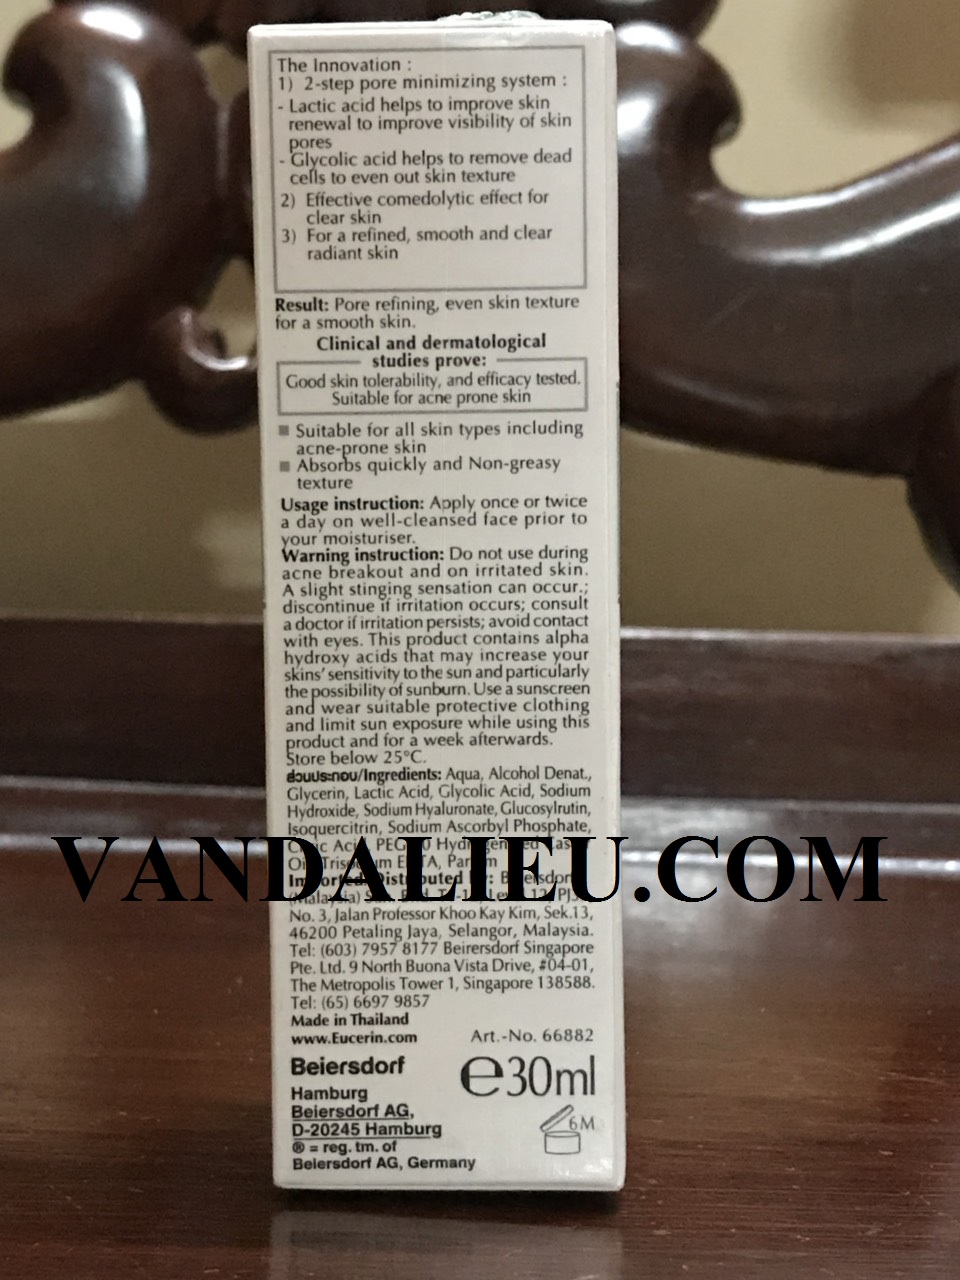 The Innovation :
1) 2-step pore minimizing system :
- Lactic acid helps to improve skin
renewal to improve visibility of skin
pores
- Glycolic acid helps to remove dead
cells to even out skin texture
2) Effective comedolytic effect for
clear skin
3) For a refined, smooth and clear
radiant skin
Result: Pore refining, even skin texture
for a smooth skin.
Clinical and dermatological
studies prove:
Good skin tolerability, and efficacy tested.
Suitable for acne prone skin
■ Suitable for all skin types including
acne-prone skin
■ Absorbs quickly and Non-greasy
texture
Usage instruction: Apply once or twice
a day on well-cleansed face prior to
your moisturiser.
Warning instruction: Do not use during
acne breakout and on irritated skin.
A slight stinging sensation can occur.;
discontinue if irritation occurs; consult
a doctor if irritation persists; avoid contact
with eyes. This product contains alpha
hydroxy acids that may increase your
skins' sensitivity to the sun and particularly
the possibility of sunburn. Use a sunscreen
and wear suitable protective clothing
and limit sun exposure while using this
product and for a week afterwards.
Store below 25°C.
ส่วนประกอบ/Ingredients: Aqua, Alcohol Denat.,
Glycerin, Lactic Acid, Glycolic Acid, Sodium
Hydroxide, Sodium Hyaluronate, Glucosylrutin,
Isoquercitrin, Sodium Ascorbyl Phosphate,
VANDALIEU.COM
(Malaysia)
No. 3, Jalan Professor Khoo Kay Kim, Sek.13,
46200 Petaling Jaya, Selangor, Malaysia.
Tel: (603) 7957 8177 Beirersdorf Singapore
Pte. Ltd. 9 North Buona Vista Drive, #04-01,
The Metropolis Tower 1, Singapore 138588.
Tel: (65) 6697 9857
Made in Thailand
www.Eucerin.com Art.-No. 66882
Beiersdorf
e30ml
Hamburg
Beiersdorf AG,
D-20245 Hamburg
® = reg. tm. of
Beiersdorf AG, Germany
6M